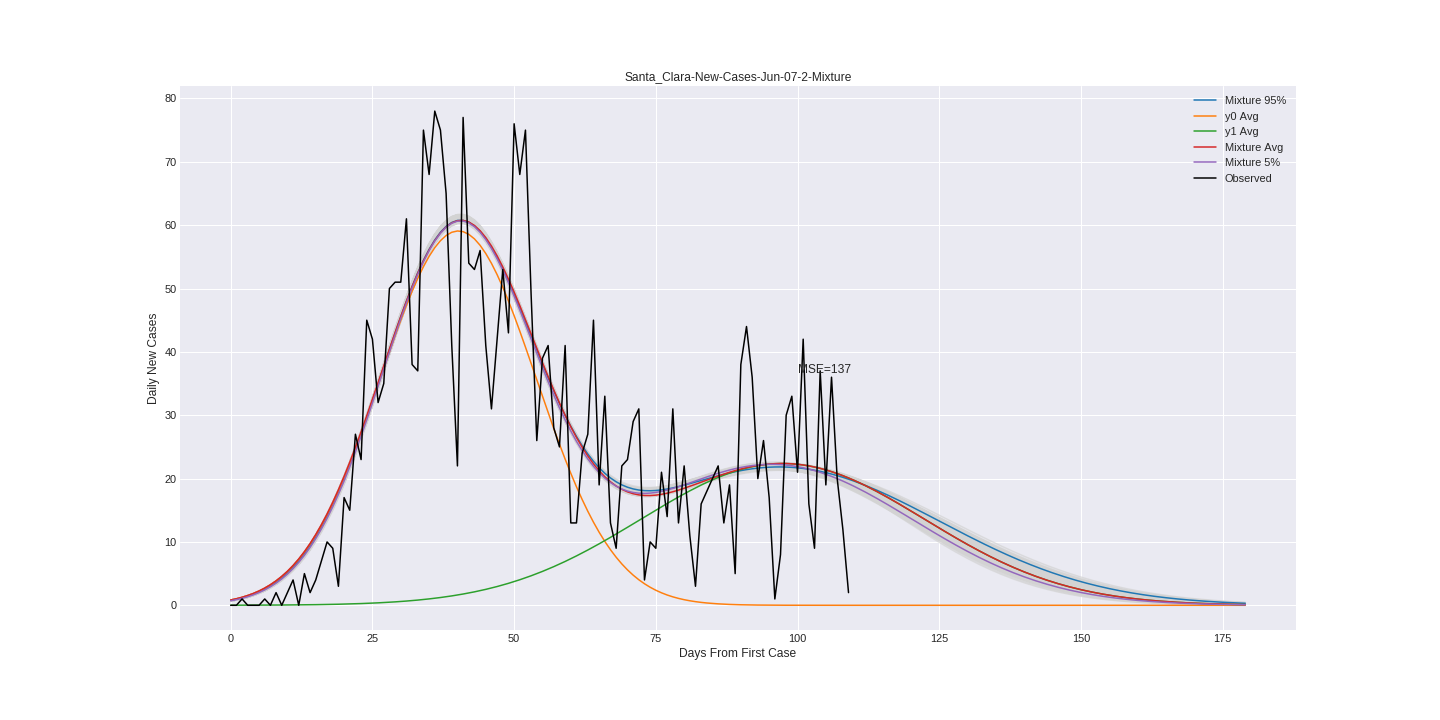 Santa_Clara-New-Cases-Jun-07-2-Mixture
80
70
60
50
40
30
20
10
0
Daily New Cases
Mixture 95%
y0 Avg
y1 Avg
Mixture Avg
Mixture 5%
Observed
MSE=137
0 25 50 75 100 125 150 175
Days From First Case